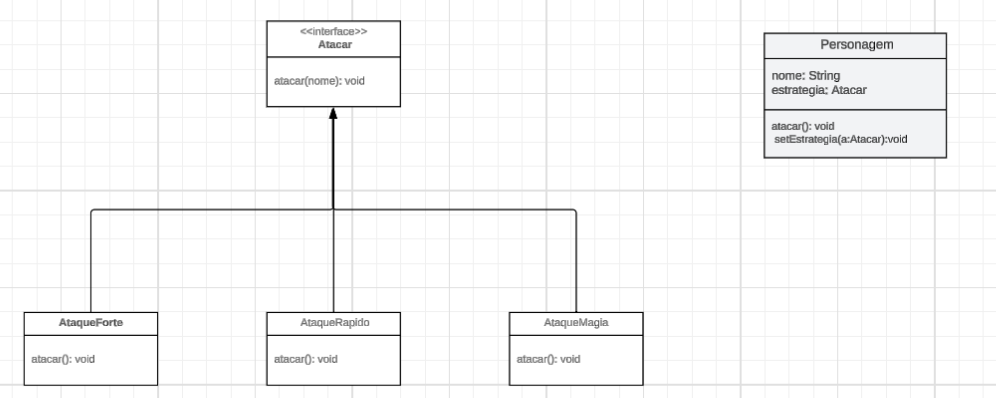 <<interface>>
Atacar
atacar(nome): void
Personagem
nome: String
estrategia: Atacar
atacar(): void
setEstrategia(a:Atacar):void
AtaqueForte
atacar(): void
AtaqueRapido
atacar(): void
AtaqueMagia
atacar(): void